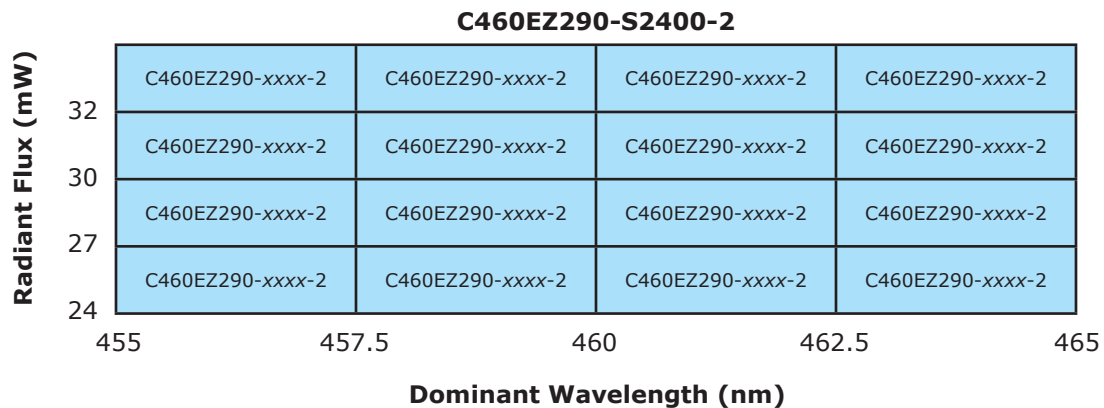 C460EZ290-S2400-2
Radiant Flux (mW)
C460EZ290-xxxx-2 C460EZ290-xxxx-2 C460EZ290-xxxx-2 C460EZ290-xxxx-2
32
C460EZ290-xxxx-2 C460EZ290-xxxx-2 C460EZ290-xxxx-2 C460EZ290-xxxx-2
30
C460EZ290-xxxx-2 C460EZ290-xxxx-2 C460EZ290-xxxx-2 C460EZ290-xxxx-2
27
C460EZ290-xxxx-2 C460EZ290-xxxx-2 C460EZ290-xxxx-2 C460EZ290-xxxx-2
24
455 457.5 460 462.5 465
Dominant Wavelength (nm)